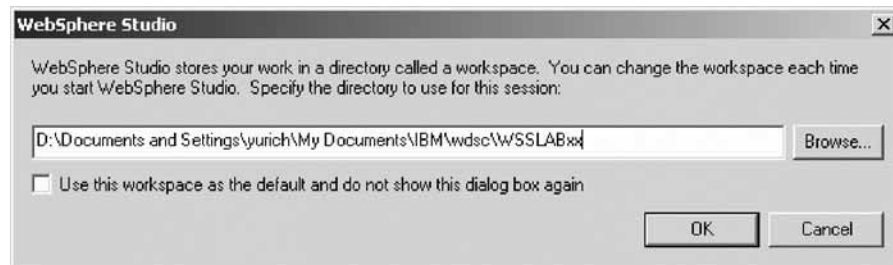 WebSphere Studio
WebSphere Studio stores your work in a directory called a workspace. You can change the workspace each time
you start WebSphere Studio. Specify the directory to use for this session:
D:\Documents and Settings\yurich\My Documents\IBM\wdsc\WSSLABxx
Browse...
Use this workspace as the default and do not show this dialog box again
OK
Cancel